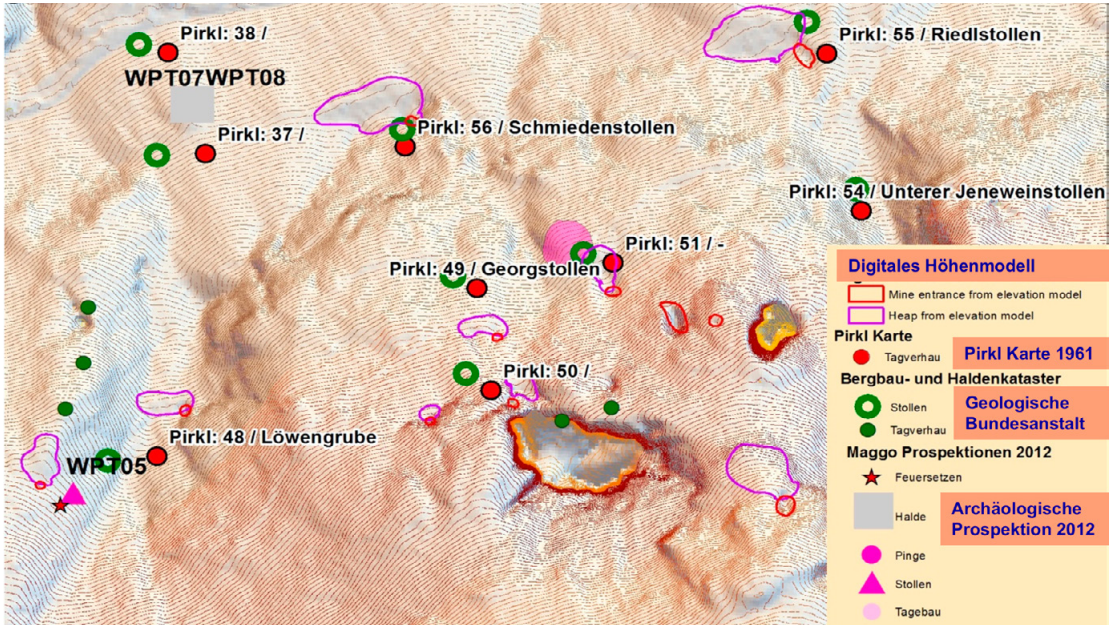 Pirkl: 38 /
Pirkl: 55 / Riedlstollen
WPT07WPT08
Pirkl: 37 /
Pirkl: 56 / Schmiedenstollen
Pirkl: 54 / Unterer Jeneweinstollen
Pirkl: 51 / -
Pirkl: 49 / Georgstollen
Pirkl: 50 /
Pirkl: 48 / Löwengrube
WPT05
Digitales Höhenmodell
Mine entrance from elevation model
Heap from elevation model
Pirkl Karte
Tagverhau
Pirkl Karte 1961
Bergbau- und Haldenkataster
Stollen
Tagverhau
Geologische
Bundesanstalt
Maggo Prospektionen 2012
Feuersetzen
Halde
Archäologische
Prospektion 2012
Pinge
Stollen
Tagebau